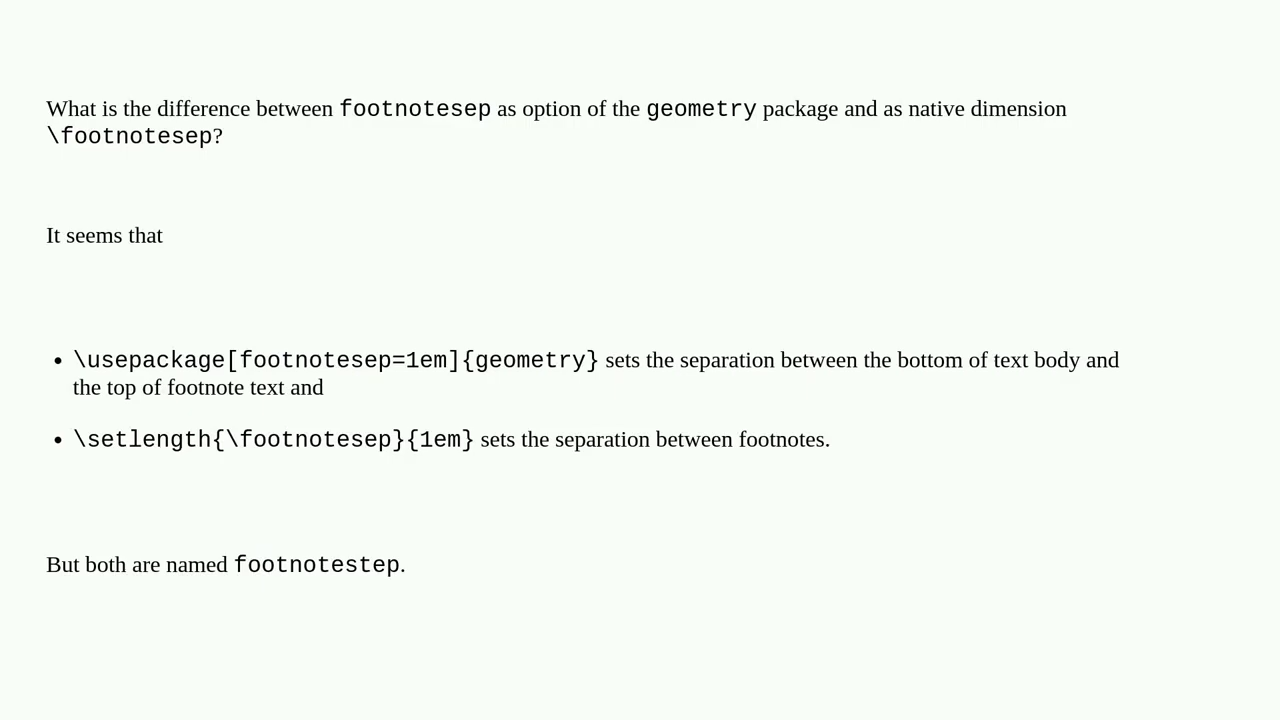 What is the difference between footnotesep as option of the geometry package and as native dimension
\footnotesep?
It seems that
• \usepackage[footnotesep=1em]{geometry} sets the separation between the bottom of text body and
the top of footnote text and
• \setlength{\footnotesep}{1em} sets the separation between footnotes.
But both are named footnotestep.